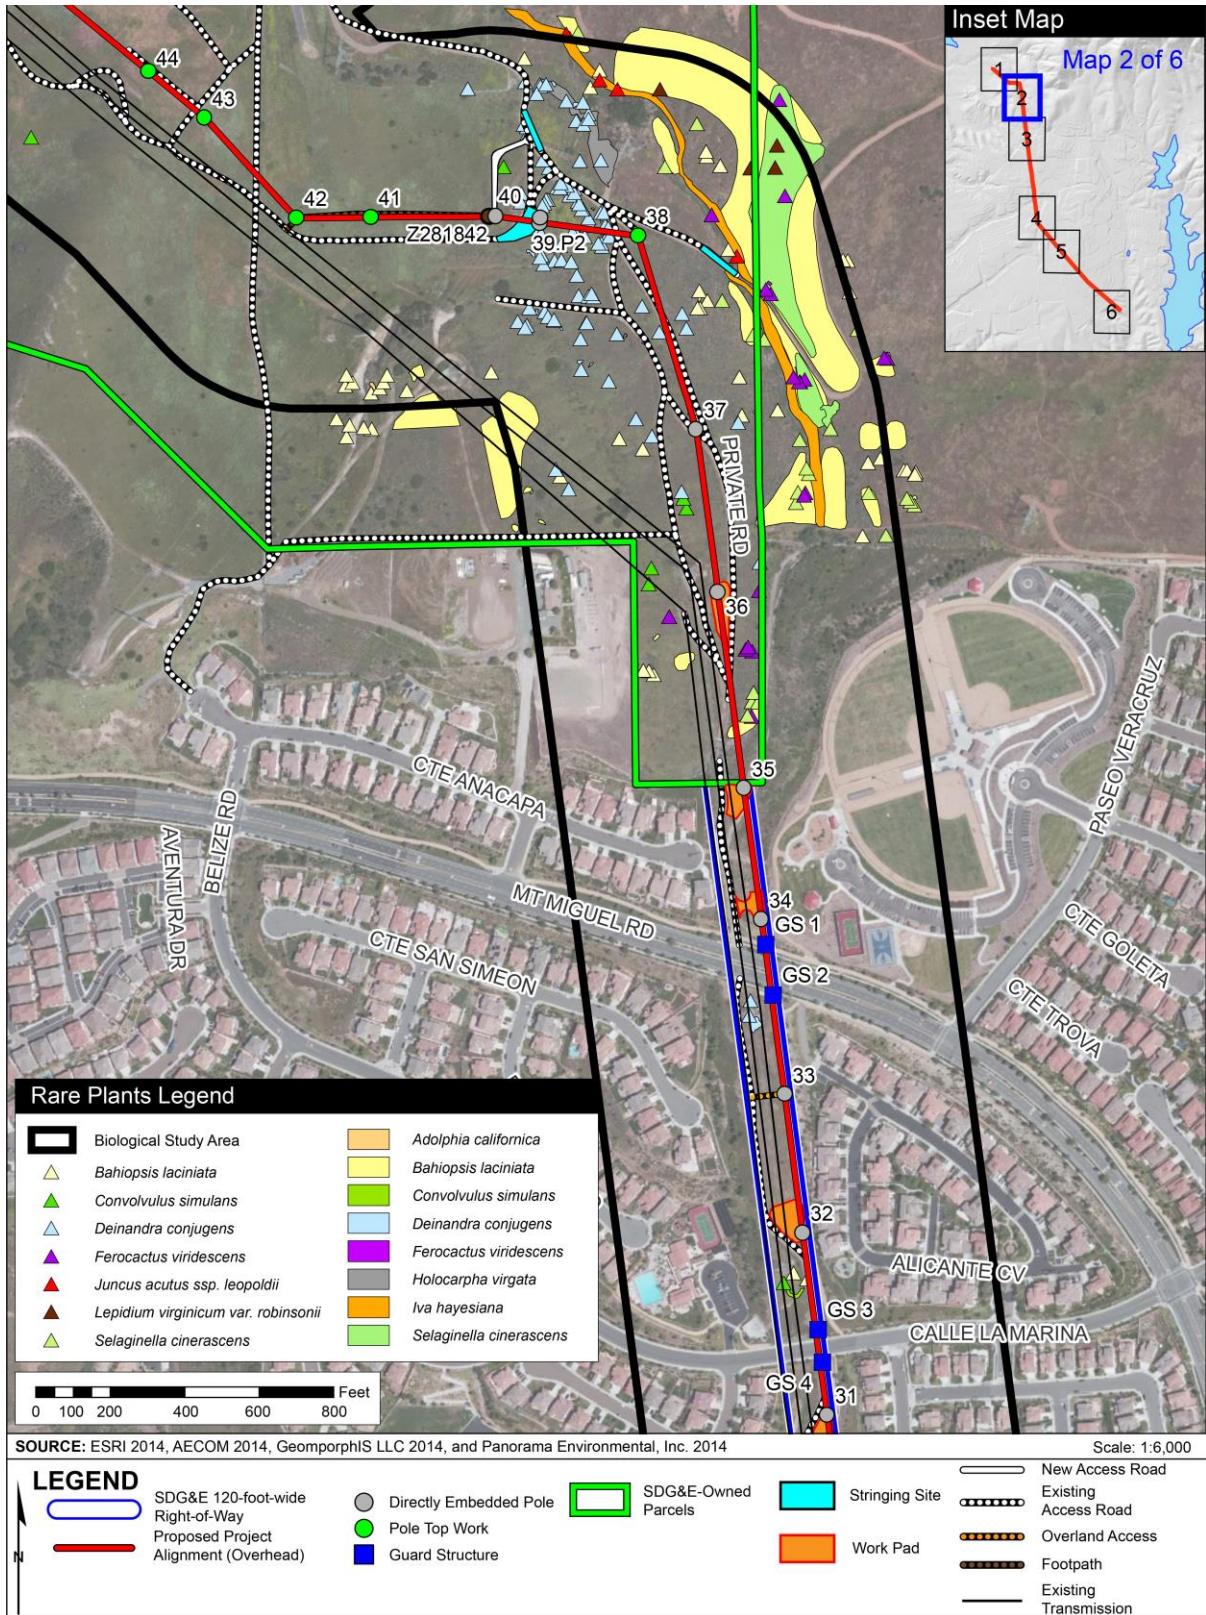 Inset Map
Map 2 of 6
1
2
3
4
5
6
44
43
42
41
40
Z281842
39.P2
38
37
PRIVATE RD
36
35
34
GS 1
GS 2
33
32
GS 3
GS 4
31
CTE ANACAPA
BELIZE RD
AVENTURA DR
MT MIGUEL RD
CTE SAN SIMEON
PASEO VERACRUZ
CTE GOLETA
CTE TROVA
ALICANTE CV
CALLE LA MARINA
Rare Plants Legend
Biological Study Area
Bahiopsis laciniata
Convolvulus simulans
Deinandra conjugens
Ferocactus viridescens
Juncus acutus ssp. leopoldii
Lepidium virginicum var. robinsonii
Selaginella cinerascens
Adolphia californica
Bahiopsis laciniata
Convolvulus simulans
Deinandra conjugens
Ferocactus viridescens
Holocarpha virgata
Iva hayesiana
Selaginella cinerascens
Feet
0 100 200 400 600 800
SOURCE: ESRI 2014, AECOM 2014, GeomporphIS LLC 2014, and Panorama Environmental, Inc. 2014
Scale: 1:6,000
LEGEND
N
SDG&E 120-foot-wide
Right-of-Way
Proposed Project
Alignment (Overhead)
Directly Embedded Pole
Pole Top Work
Guard Structure
SDG&E-Owned
Parcels
Stringing Site
Work Pad
New Access Road
Existing
Access Road
Overland Access
Footpath
Existing
Transmission